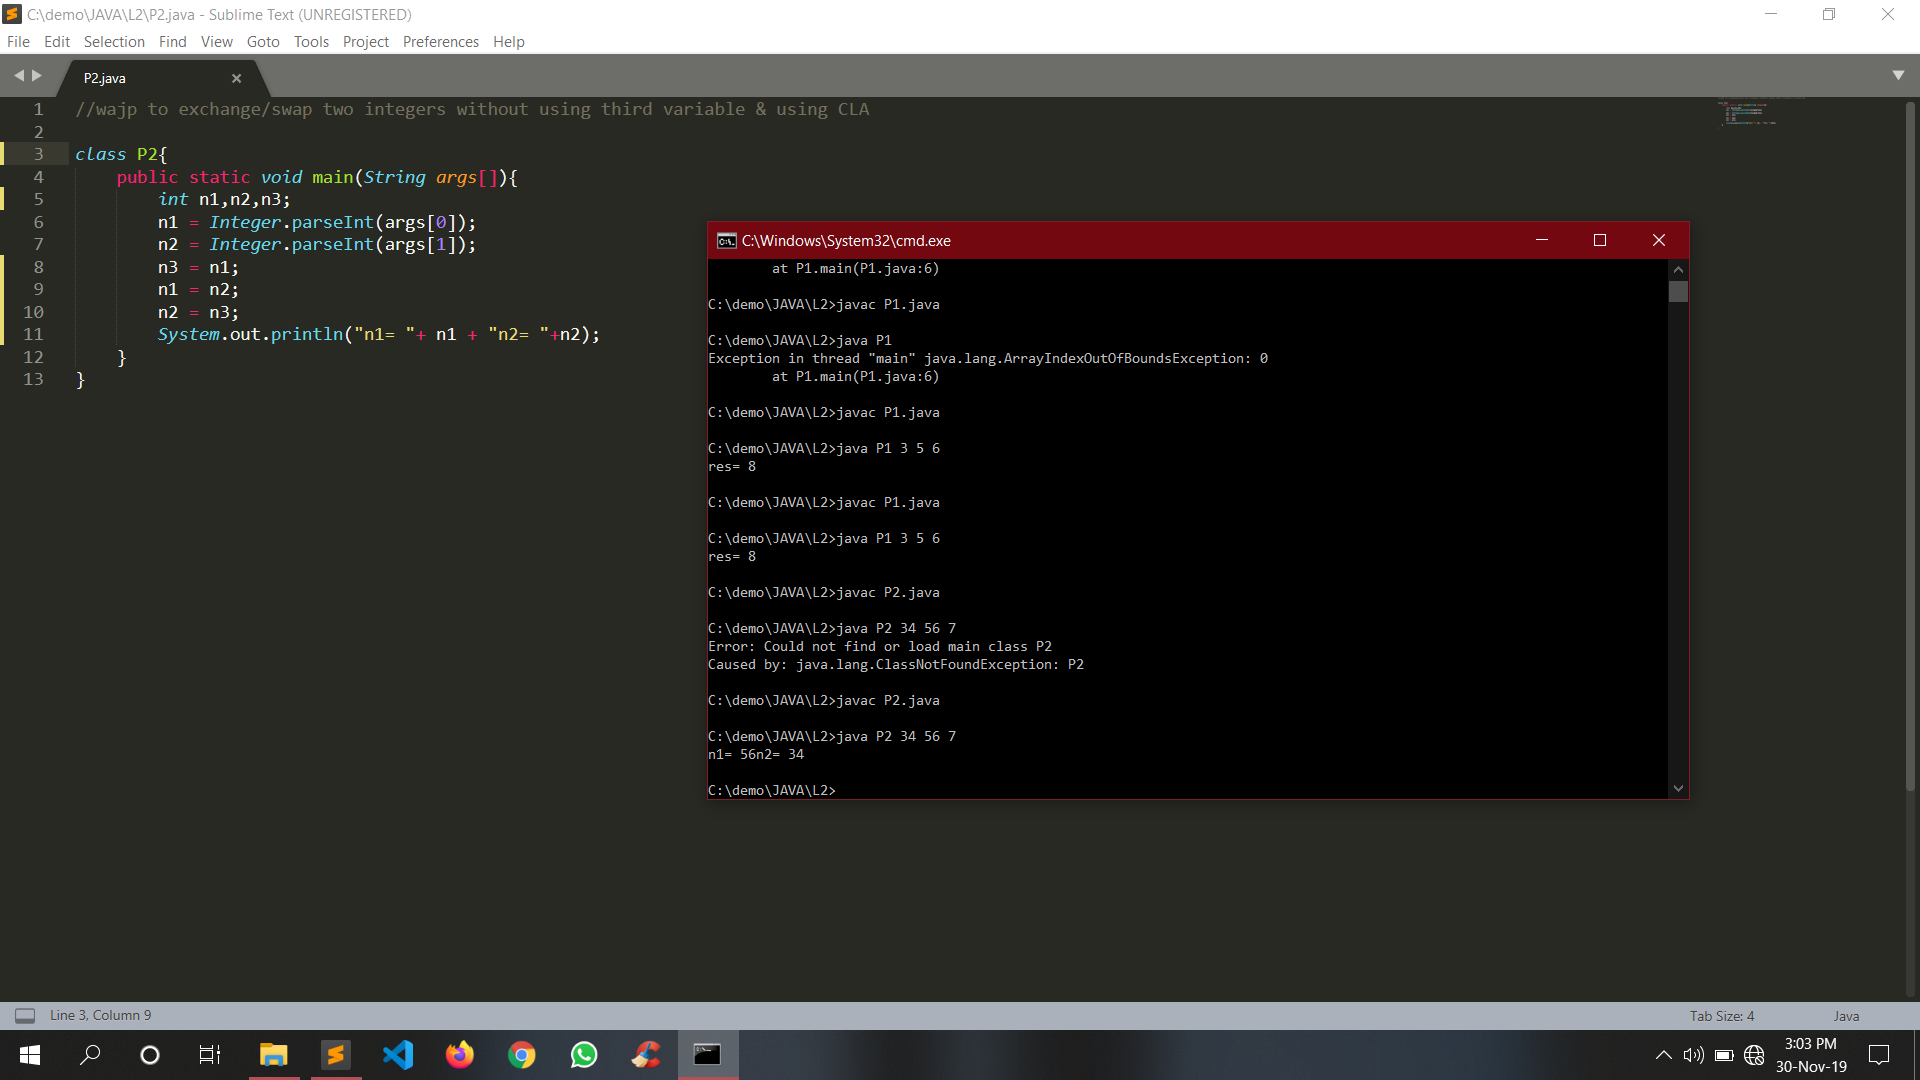 C:\demo\JAVA\L2\P2.java - Sublime Text (UNREGISTERED)
File Edit Selection Find View Goto Tools Project Preferences Help
P2.java
1 //wajp to exchange/swap two integers without using third variable & using CLA
2
3 class P2{
4 public static void main(String args[]){
5 int n1,n2,n3;
6 n1 = Integer.parseInt(args[0]);
7 n2 = Integer.parseInt(args[1]);
8 n3 = n1;
9 n1 = n2;
10 n2 = n3;
11 System.out.println("n1= "+ n1 + "n2= "+n2);
12 }
13 }
C:\Windows\System32\cmd.exe
at P1.main(P1.java:6)
C:\demo\JAVA\L2>javac P1.java
C:\demo\JAVA\L2>java P1
Exception in thread "main" java.lang.ArrayIndexOutOfBoundsException: 0
at P1.main(P1.java:6)
C:\demo\JAVA\L2>javac P1.java
C:\demo\JAVA\L2>java P1 3 5 6
res= 8
C:\demo\JAVA\L2>javac P1.java
C:\demo\JAVA\L2>java P1 3 5 6
res= 8
C:\demo\JAVA\L2>javac P2.java
C:\demo\JAVA\L2>java P2 34 56 7
Error: Could not find or load main class P2
Caused by: java.lang.ClassNotFoundException: P2
C:\demo\JAVA\L2>javac P2.java
C:\demo\JAVA\L2>java P2 34 56 7
n1= 56n2= 34
C:\demo\JAVA\L2>
Line 3, Column 9
Tab Size: 4
Java
3:03 PM
30-Nov-19